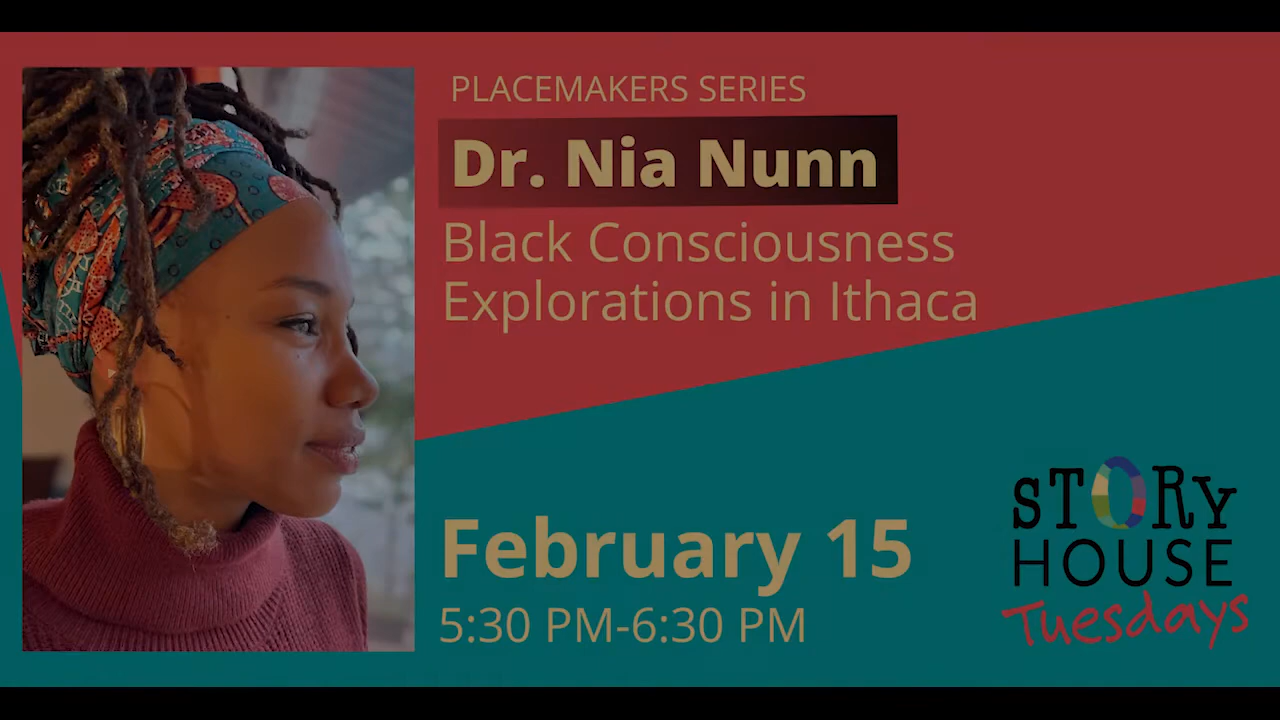 PLACEMAKERS SERIES
Dr. Nia Nunn
Black Consciousness
Explorations in Ithaca
February 15
5:30 PM-6:30 PM
STORY
HOUSE
Tuesdays